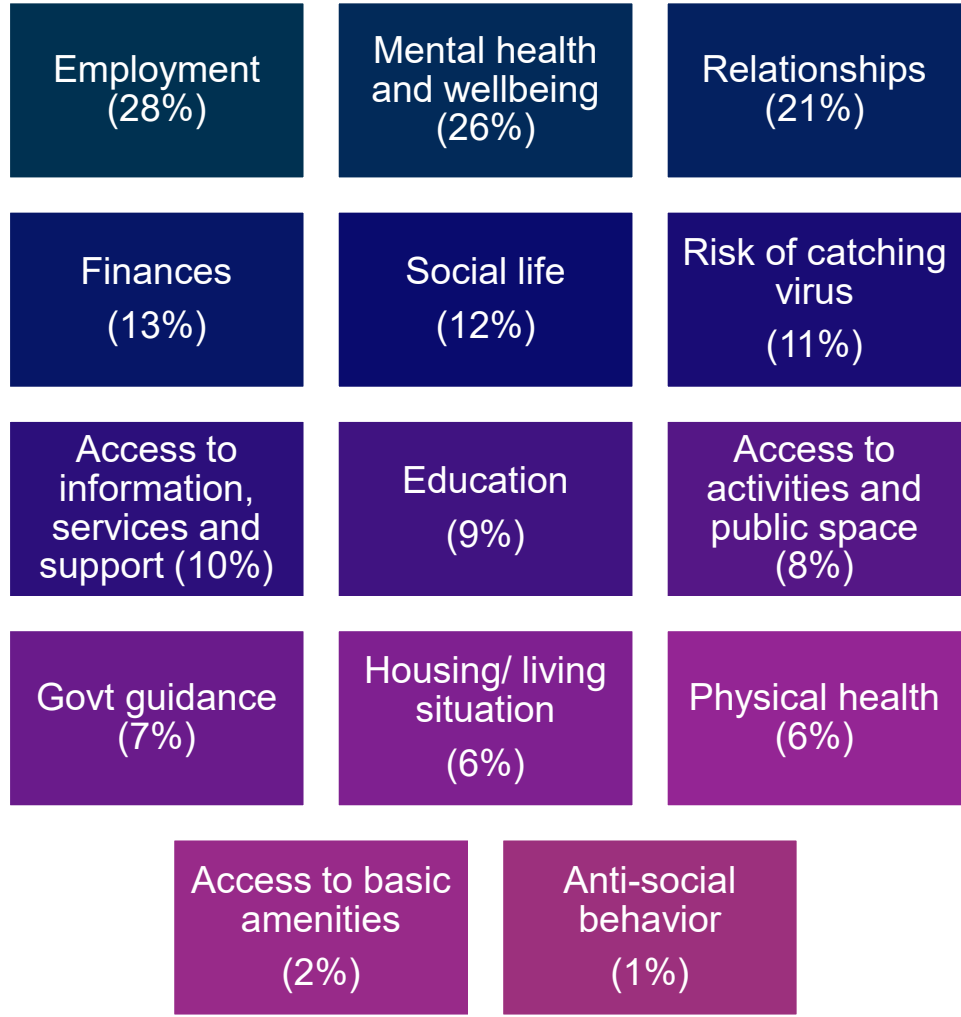 Employment
(28%)
Mental health
and wellbeing
(26%)
Relationships
(21%)
Finances
(13%)
Social life
(12%)
Risk of catching
virus
(11%)
Access to
information,
services and
support (10%)
Education
(9%)
Access to
activities and
public space
(8%)
Govt guidance
(7%)
Housing/ living
situation
(6%)
Physical health
(6%)
Access to basic
amenities
(2%)
Anti-social
behavior
(1%)